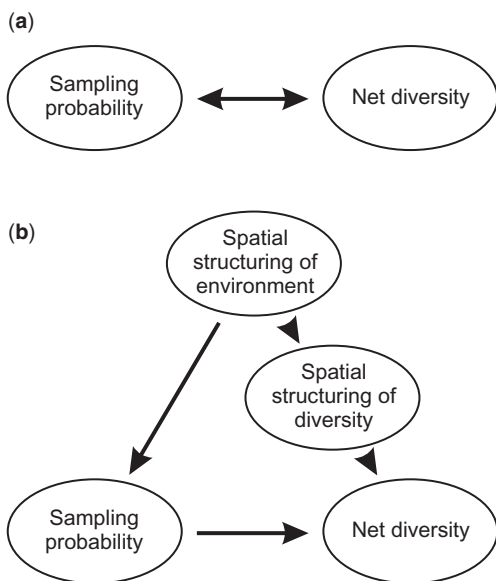 (a)
Sampling
probability
Net diversity
(b)
Spatial
structuring of
environment
Spatial
structuring of
diversity
Sampling
probability
Net diversity